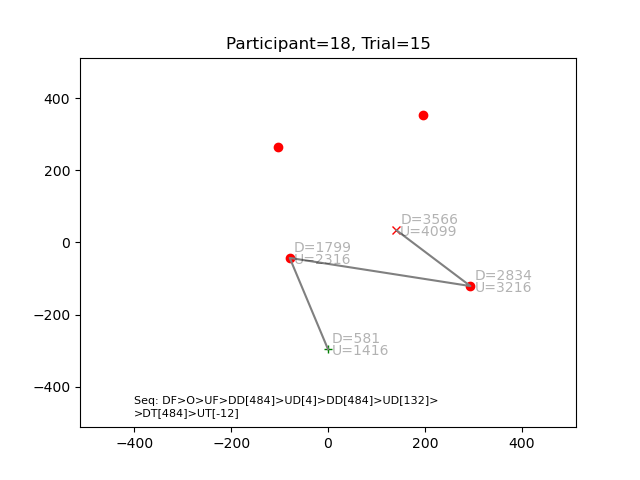 Participant=18, Trial=15
400
200
0
−200
−400
D=3566
U=4099
D=1799
U=2316
D=2834
U=3216
D=581
U=1416
Seq: DF>O>UF>DD[484]>UD[4]>DD[484]>UD[132]>
>DT[484]>UT[-12]
−400 −200 0 200 400